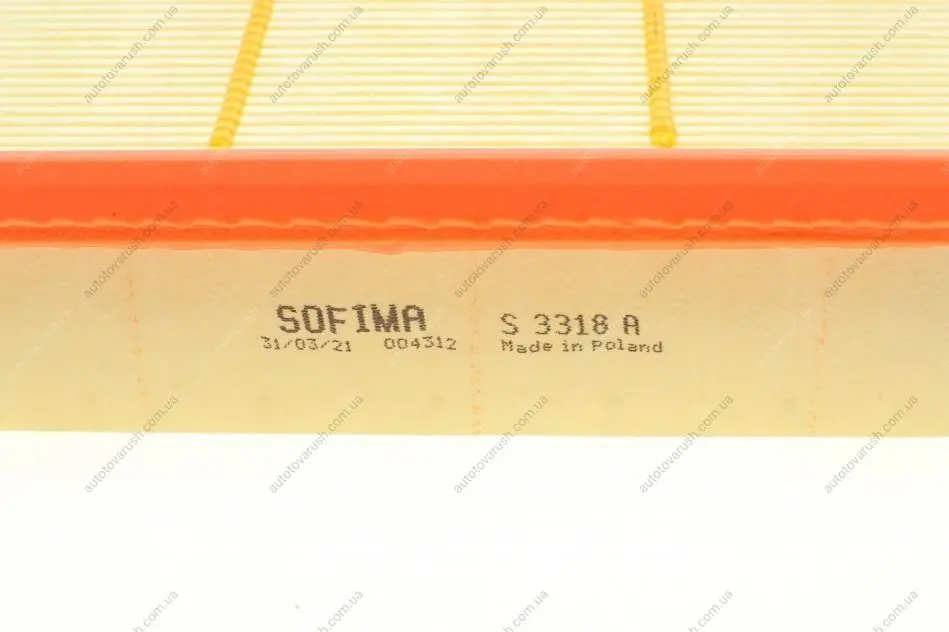 SOFIMA S 3318 A
31/03/21 004312 Made in Poland
autotovarush.com.ua